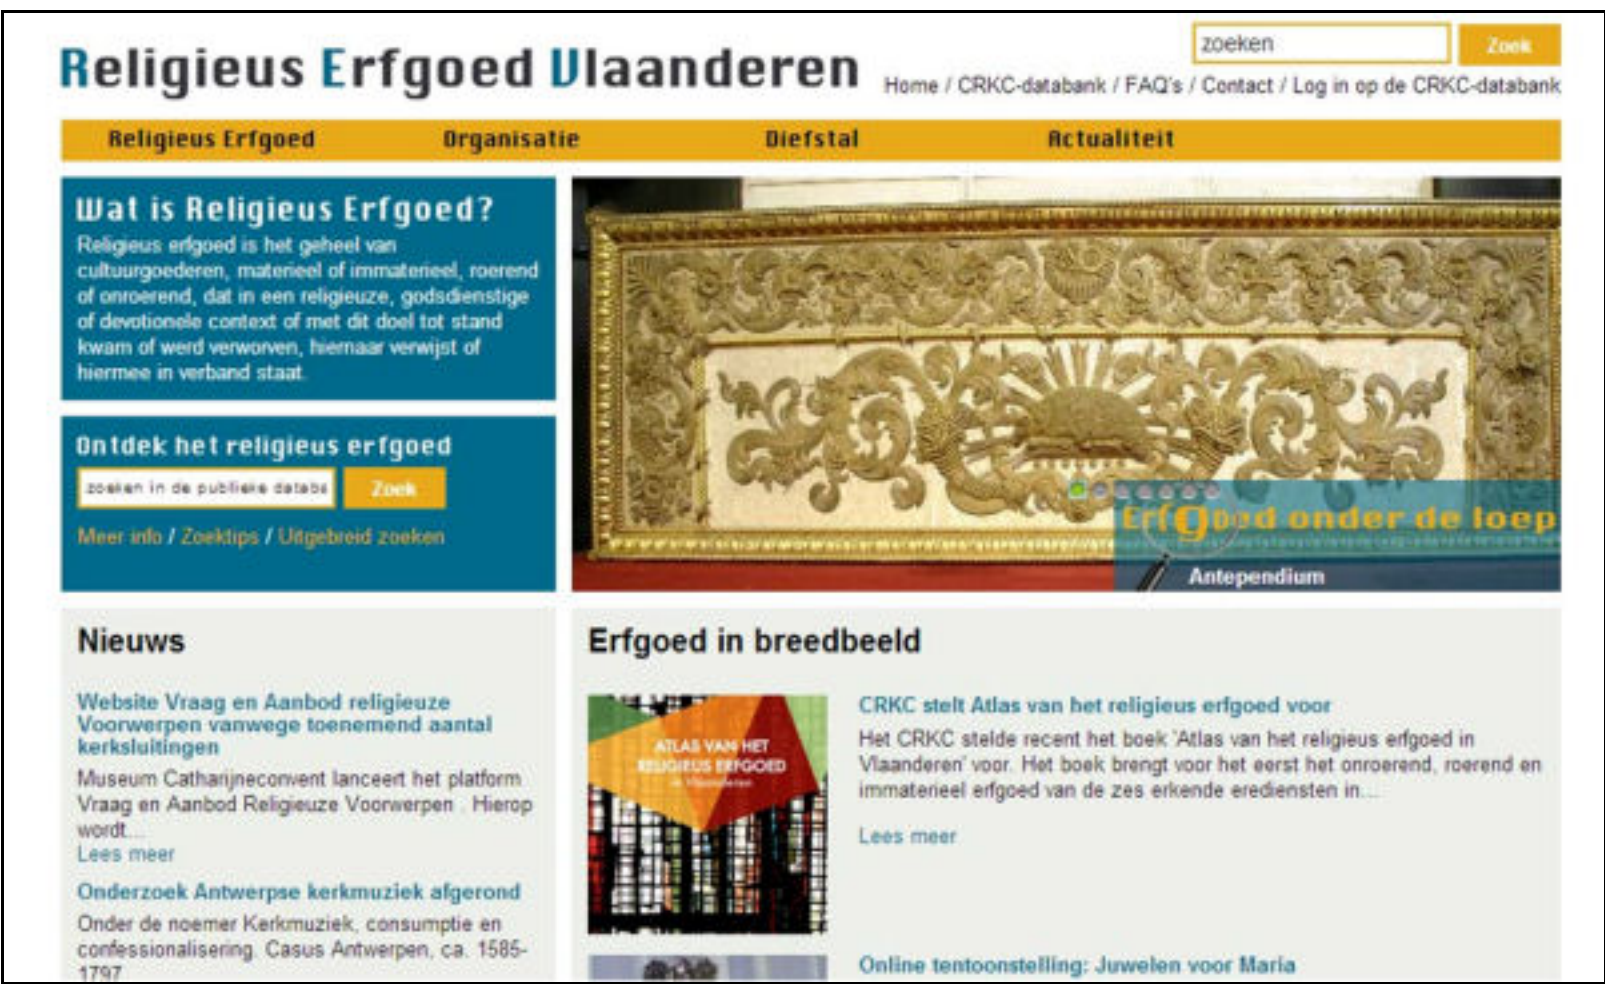 Religieus Erfgoed Vlaanderen
zoeken
Zoek
Home / CRKC-databank / FAQ's / Contact / Log in op de CRKC-databank
Religieus Erfgoed
Organisatie
Diefstal
Actualiteit
Wat is Religieus Erfgoed?
Religieus erfgoed is het geheel van
cultuurgoederen, materieel of immaterieel, roerend
of onroerend, dat in een religieuze, godsdienstige
of devotionele context of met dit doel tot stand
kwam of werd verworven, hiernaar verwijst of
hiermee in verband staat.
Ontdek het religieus erfgoed
zoeken in de publieke databa
Zoek
Meer info / Zoektips / Uitgebreid zoeken
Erfgoed onder de loep
Antependium
Nieuws
Website Vraag en Aanbod religieuze
Voorwerpen vanwege toenemend aantal
kerksluitingen
Museum Catharijneconvent lanceert het platform
Vraag en Aanbod Religieuze Voorwerpen . Hierop
wordt...
Lees meer
Onderzoek Antwerpse kerkmuziek afgerond
Onder de noemer Kerkmuziek, consumptie en
confessionalisering. Casus Antwerpen, ca. 1585-
1797
Erfgoed in breedbeeld
ATLAS VAN HET
RELIGIEUS ERFGOED
in Vlaanderen
CRKC stelt Atlas van het religieus erfgoed voor
Het CRKC stelde recent het boek 'Atlas van het religieus erfgoed in
Vlaanderen' voor. Het boek brengt voor het eerst het onroerend, roerend en
immaterieel erfgoed van de zes erkende erediensten in...
Lees meer
Online tentoonstelling: Juwelen voor Maria